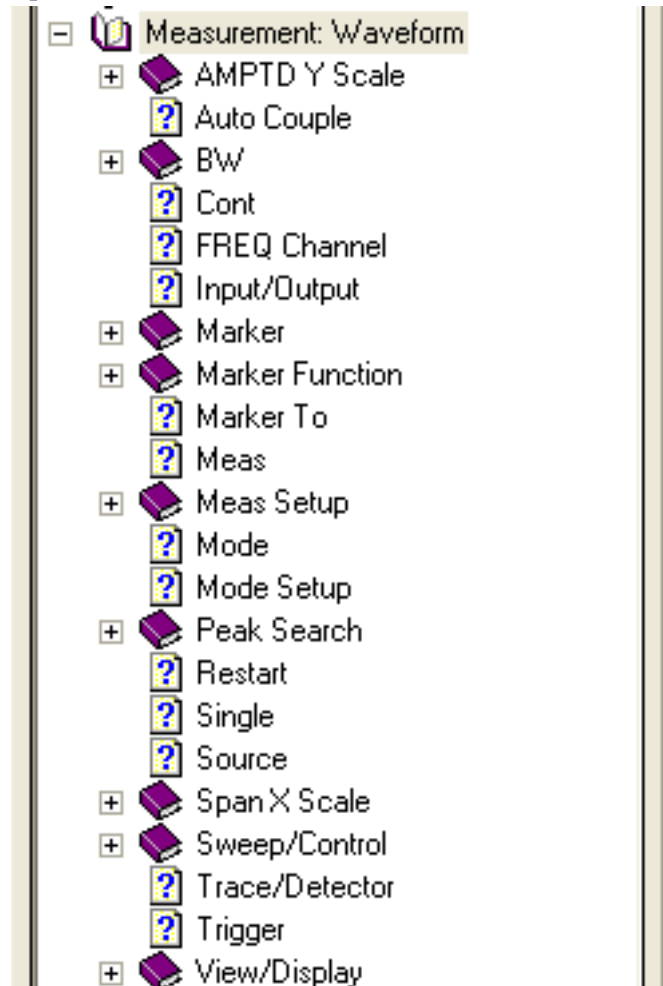 Measurement: Waveform
AMPTD Y Scale
Auto Couple
BW
Cont
FREQ Channel
Input/Output
Marker
Marker Function
Marker To
Meas
Meas Setup
Mode
Mode Setup
Peak Search
Restart
Single
Source
Span X Scale
Sweep/Control
Trace/Detector
Trigger
View/Display